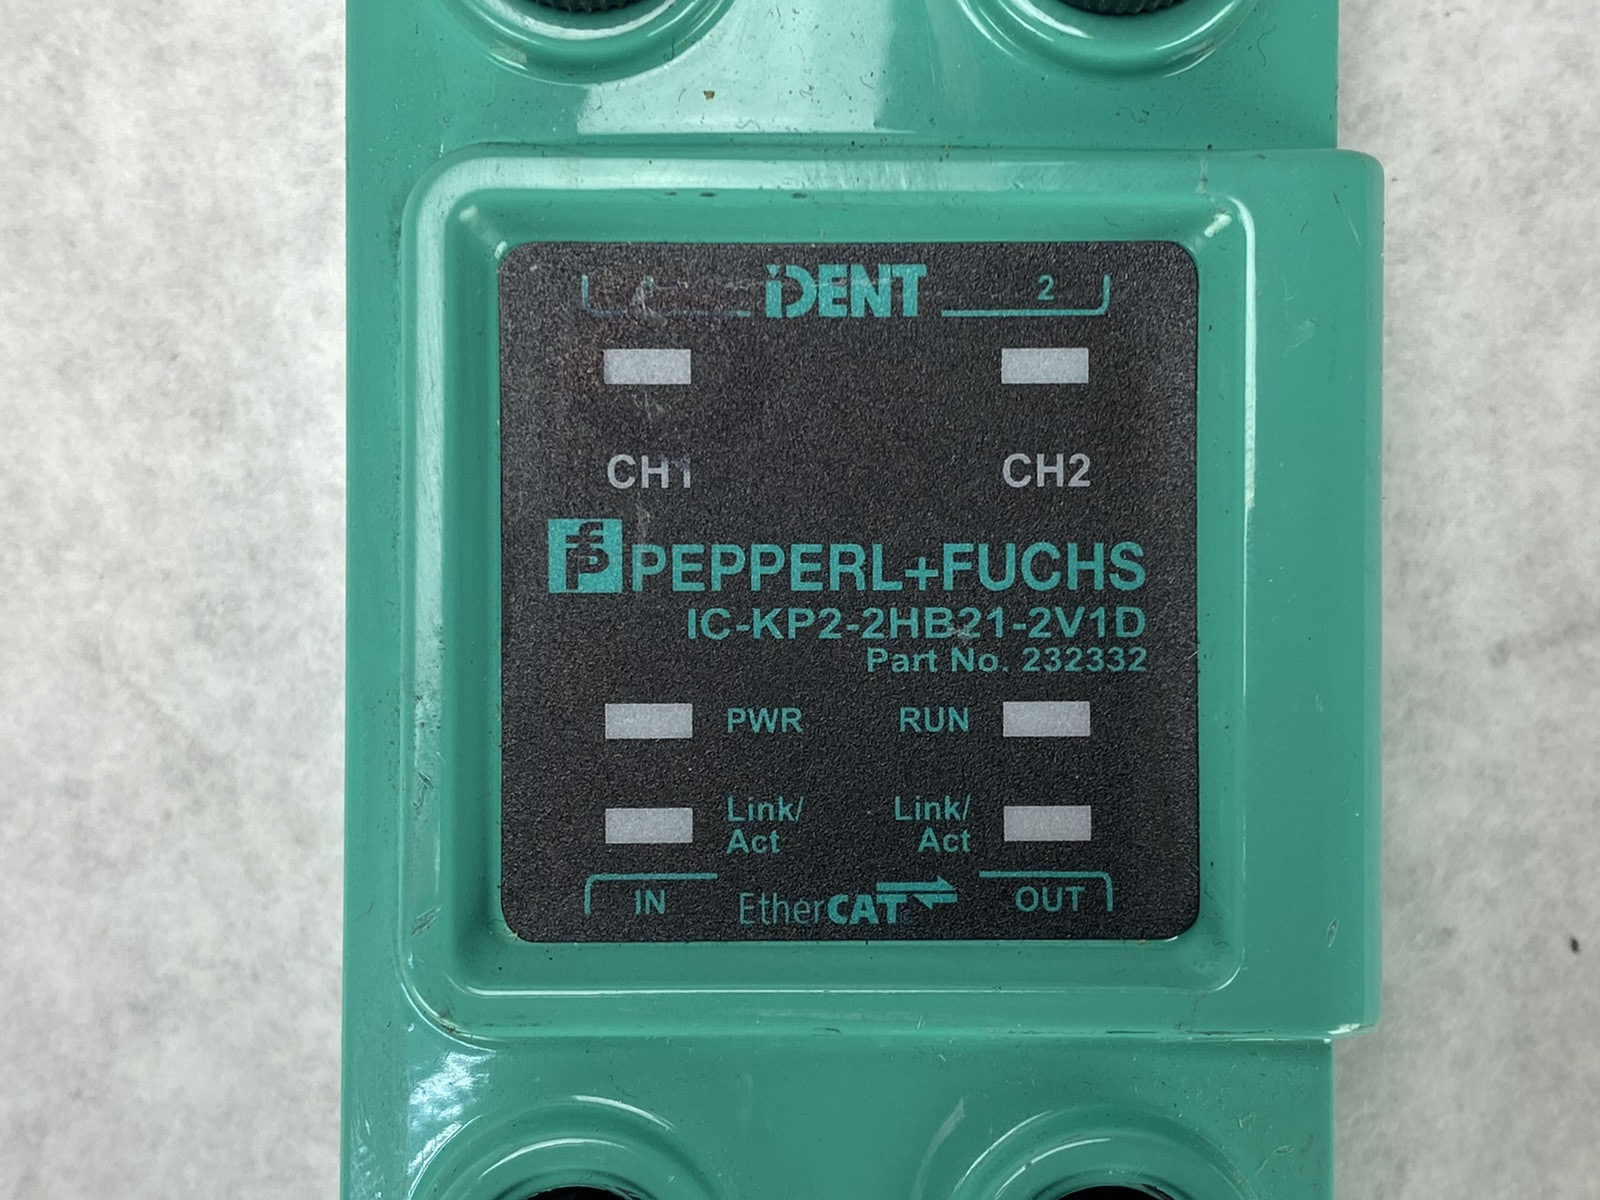 iDENT 2
CH1 CH2
PEPPERL+FUCHS
IC-KP2-2HB21-2V1D
Part No. 232332
PWR RUN
Link/ Link/
Act Act
IN EtherCAT OUT